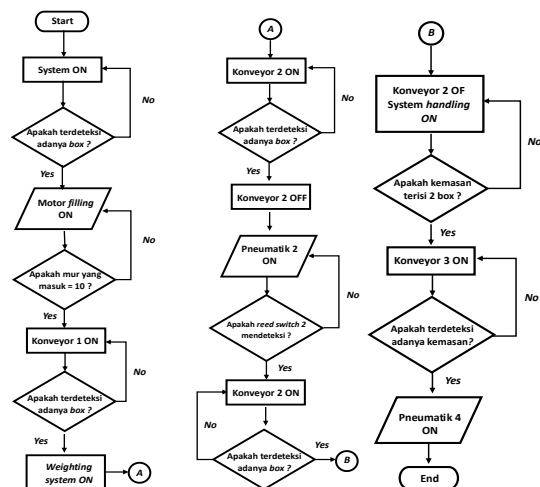 Start
System ON
No
Apakah terdeteksi
adanya box ?
Yes
Motor filling
ON
No
Apakah mur yang
masuk = 10 ?
Yes
Konveyor 1 ON
No
Apakah terdeteksi
adanya box ?
Yes
Weighting
system ON
A
A
Konveyor 2 ON
No
Apakah terdeteksi
adanya box ?
Yes
Konveyor 2 OFF
Pneumatik 2
ON
No
Apakah reed switch 2
mendeteksi ?
Yes
Konveyor 2 ON
No
Apakah terdeteksi
adanya box ?
Yes
B
B
Konveyor 2 OF
System handling
ON
No
Apakah kemasan
terisi 2 box ?
Yes
Konveyor 3 ON
No
Apakah terdeteksi
adanya kemasan?
Yes
Pneumatik 4
ON
End